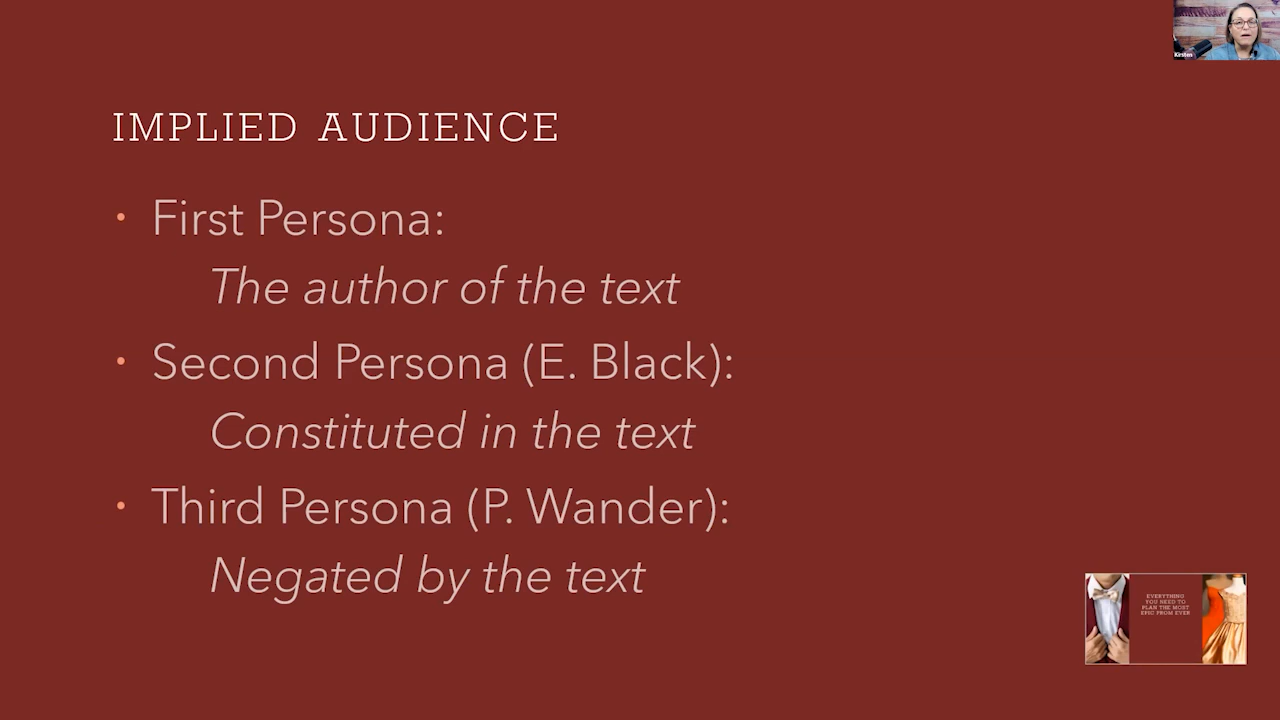 Kirsten
IMPLIED AUDIENCE
• First Persona:
The author of the text
• Second Persona (E. Black):
Constituted in the text
• Third Persona (P. Wander):
Negated by the text
EVERYTHING
YOU NEED TO
PLAN THE MOST
EPIC PROM EVER